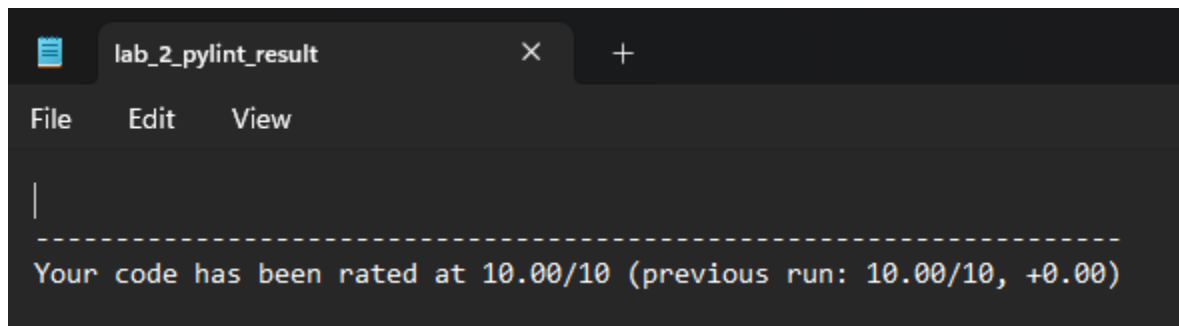 lab_2_pylint_result
File Edit View
--------------------------------------------------------------------
Your code has been rated at 10.00/10 (previous run: 10.00/10, +0.00)